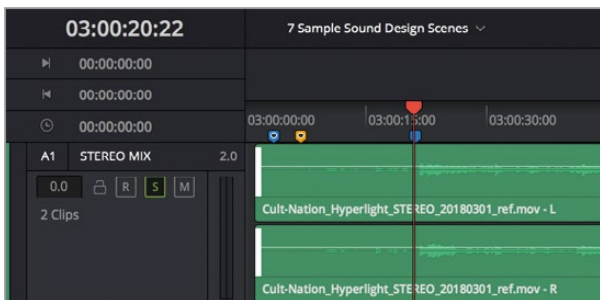 03:00:20:22
7 Sample Sound Design Scenes
00:00:00:00
00:00:00:00
00:00:00:00
03:00:00:00 03:00:15:00 03:00:30:00
A1 STEREO MIX 2.0
0.0 R S M
2 Clips
Cult-Nation_Hyperlight_STEREO_20180301_ref.mov - L
Cult-Nation_Hyperlight_STEREO_20180301_ref.mov - R